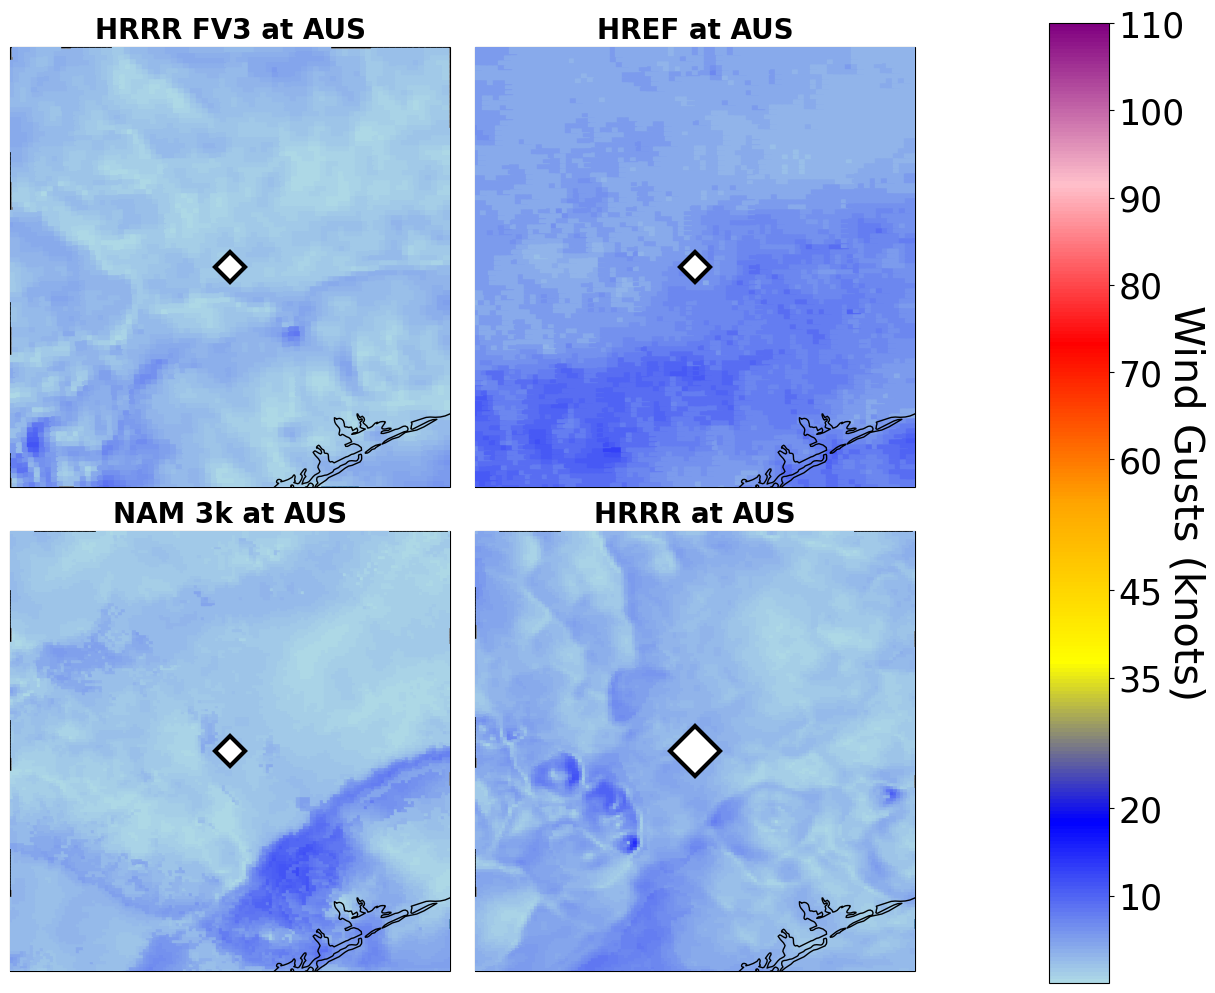 HRRR FV3 at AUS
HREF at AUS
NAM 3k at AUS
HRRR at AUS
110
100
90
80
70
60
45
35
20
10
Wind Gusts (knots)